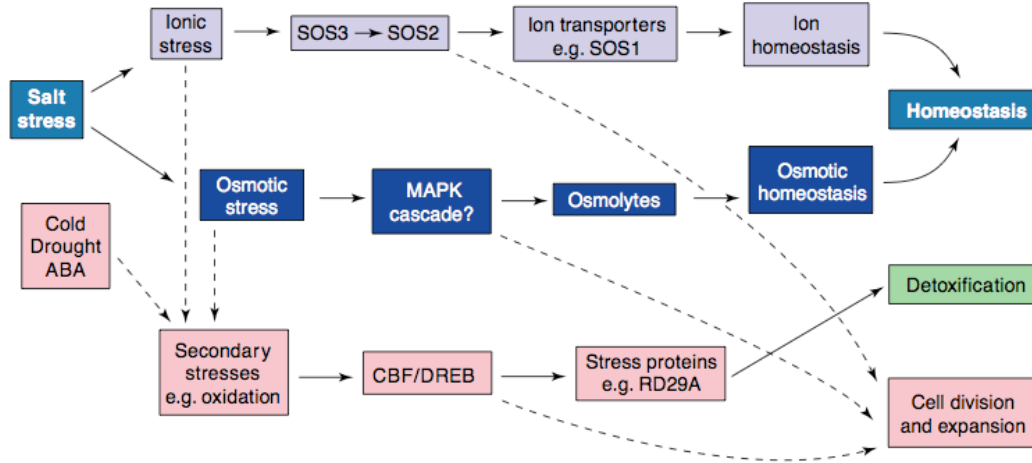 Ionic
stress
SOS3 → SOS2
Ion transporters
e.g. SOS1
Ion
homeostasis
Salt
stress
Homeostasis
Osmotic
stress
MAPK
cascade?
Osmolytes
Osmotic
homeostasis
Cold
Drought
ABA
Detoxification
Secondary
stresses
e.g. oxidation
CBF/DREB
Stress proteins
e.g. RD29A
Cell division
and expansion